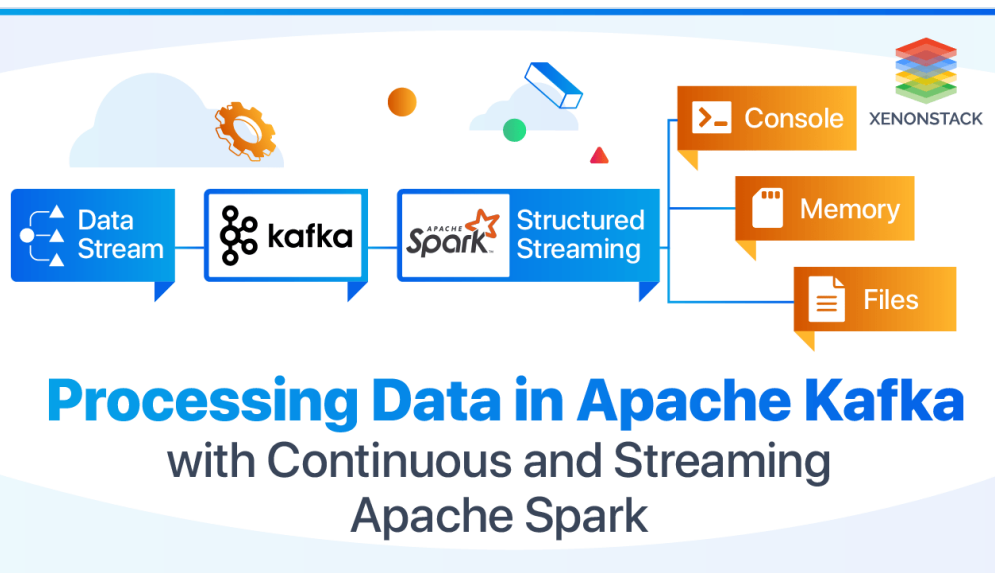 XENONSTACK
Data
Stream
kafka
APACHE
Spark™
Structured
Streaming
>_ Console
Memory
Files
Processing Data in Apache Kafka
with Continuous and Streaming
Apache Spark